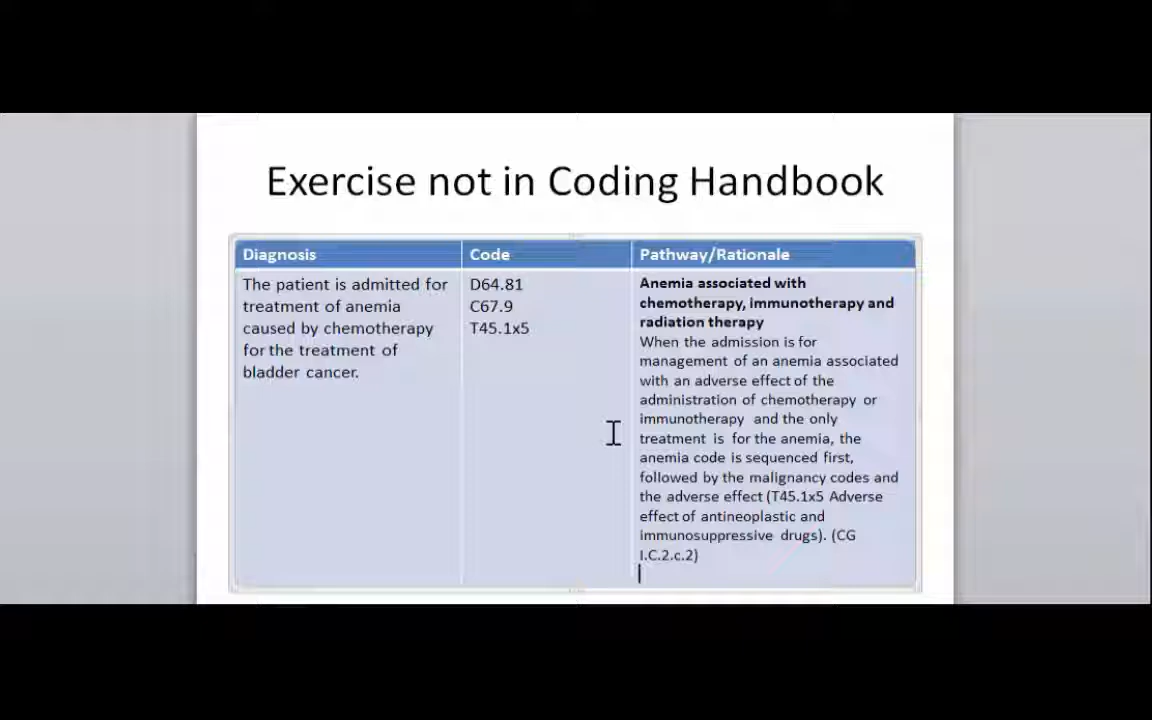 Exercise not in Coding Handbook
Diagnosis
Code
Pathway/Rationale
The patient is admitted for
treatment of anemia
caused by chemotherapy
for the treatment of
bladder cancer.
D64.81
C67.9
T45.1x5
Anemia associated with
chemotherapy, immunotherapy and
radiation therapy
When the admission is for
management of an anemia associated
with an adverse effect of the
administration of chemotherapy or
immunotherapy and the only
treatment is for the anemia, the
anemia code is sequenced first,
followed by the malignancy codes and
the adverse effect (T45.1x5 Adverse
effect of antineoplastic and
immunosuppressive drugs). (CG
I.C.2.c.2)